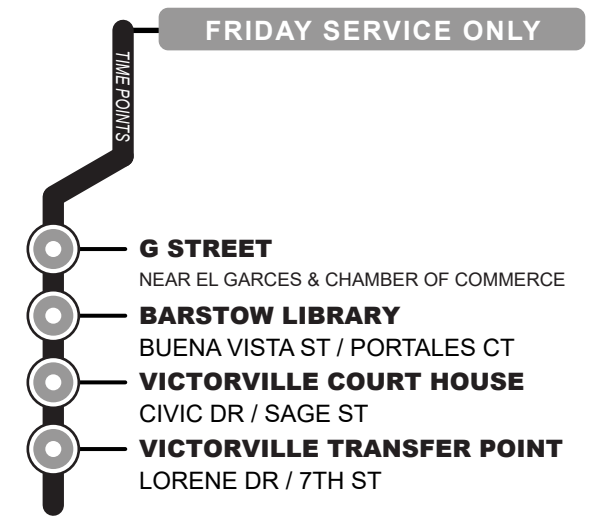 FRIDAY SERVICE ONLY
TIME POINTS
G STREET
NEAR EL GARCES & CHAMBER OF COMMERCE
BARSTOW LIBRARY
BUENA VISTA ST / PORTALES CT
VICTORVILLE COURT HOUSE
CIVIC DR / SAGE ST
VICTORVILLE TRANSFER POINT
LORENE DR / 7TH ST